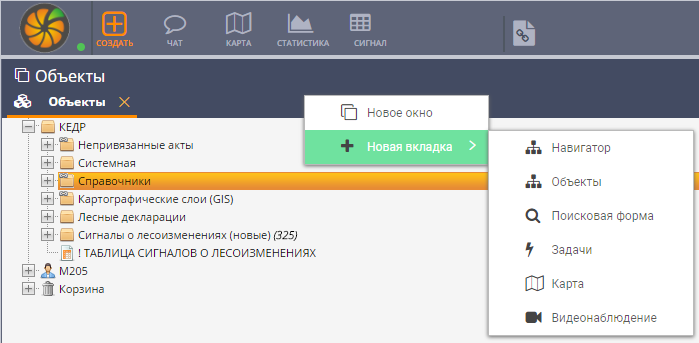 СОЗДАТЬ ЧАТ КАРТА СТАТИСТИКА СИГНАЛ
Объекты
Объекты
КЕДР
Непривязанные акты
Системная
Справочники
Картографические слои (GIS)
Лесные декларации
Сигналы о лесоизменениях (новые) (325)
! ТАБЛИЦА СИГНАЛОВ О ЛЕСОИЗМЕНЕНИЯХ
М205
Корзина
Новое окно
Новая вкладка
Навигатор
Объекты
Поисковая форма
Задачи
Карта
Видеонаблюдение